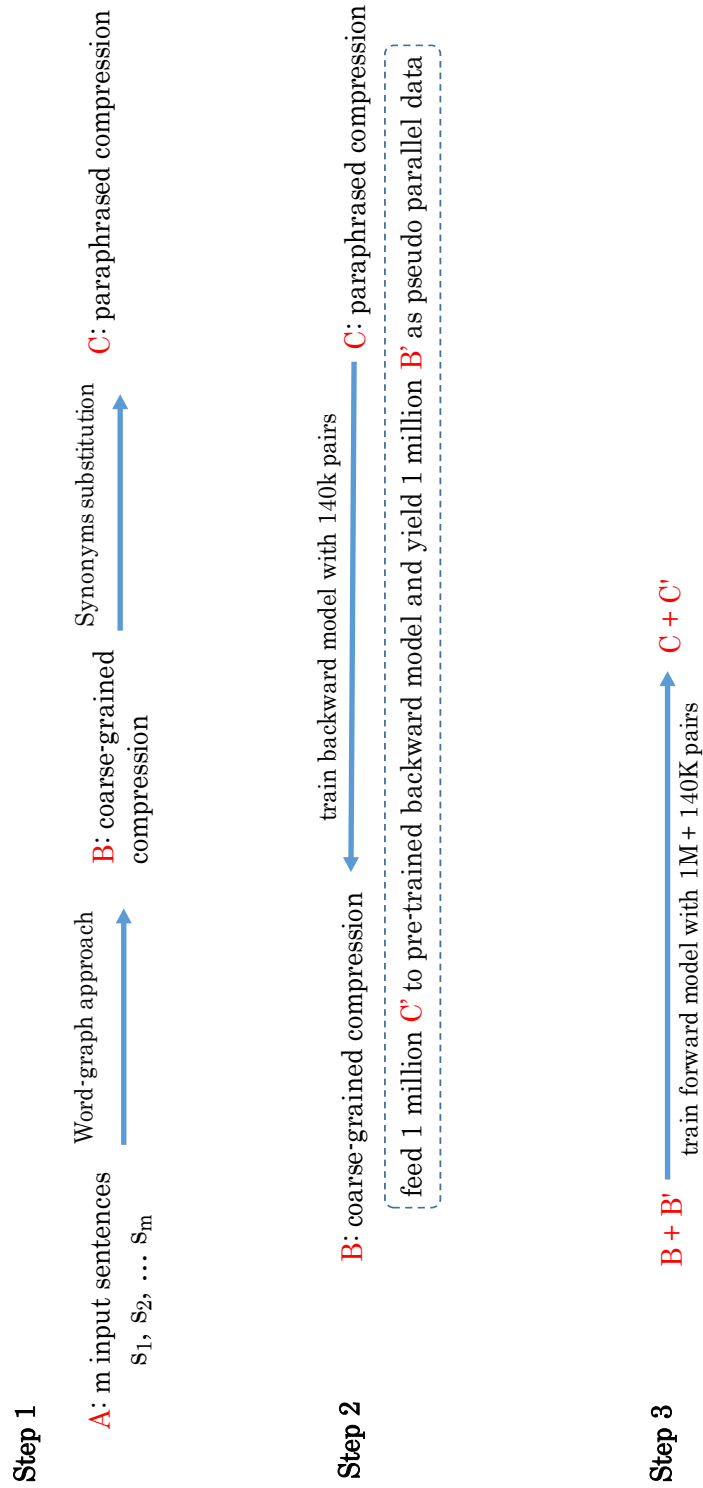 Step 1
A: m input sentences
s1, s2, … sm
Word-graph approach
B: coarse-grained
compression
Synonyms substitution
C: paraphrased compression
Step 2
B: coarse-grained compression
train backward model with 140k pairs
C: paraphrased compression
feed 1 million C’ to pre-trained backward model and yield 1 million B’ as pseudo parallel data
Step 3
B + B'
train forward model with 1M + 140K pairs
C + C'